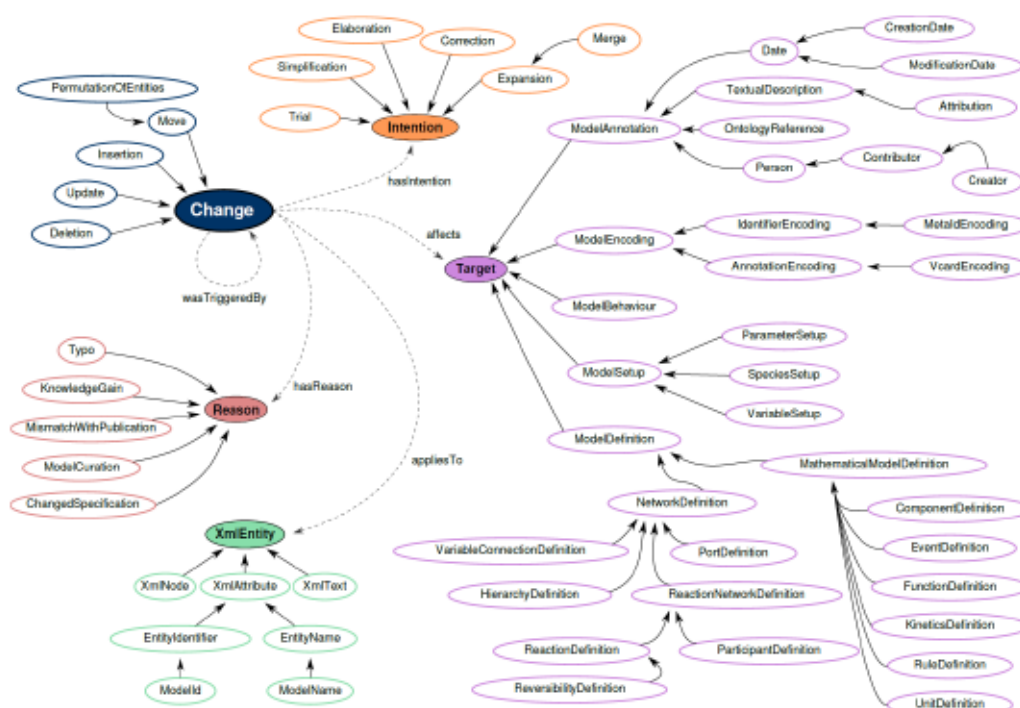 Elaboration
Correction
Merge
CreationDate
Date
Simplification
Expansion
ModificationDate
PermutationOfEntities
TextualDescription
Attribution
Trial
Intention
ModelAnnotation
OntologyReference
Move
Insertion
Contributor
Person
Creator
hasIntention
Update
Change
Deletion
affects
IdentifierEncoding
MetaIdEncoding
ModelEncoding
Target
AnnotationEncoding
VcardEncoding
wasTriggeredBy
ModelBehaviour
ParameterSetup
Typo
ModelSetup
SpeciesSetup
KnowledgeGain
hasReason
Reason
VariableSetup
MismatchWithPublication
ModelDefinition
ModelCuration
appliesTo
MathematicalModelDefinition
ChangedSpecification
NetworkDefinition
ComponentDefinition
XmlEntity
VariableConnectionDefinition
PortDefinition
EventDefinition
XmlNode
XmlAttribute
XmlText
HierarchyDefinition
ReactionNetworkDefinition
FunctionDefinition
KineticsDefinition
EntityIdentifier
EntityName
ReactionDefinition
ParticipantDefinition
RuleDefinition
ModelId
ModelName
ReversibilityDefinition
UnitDefinition